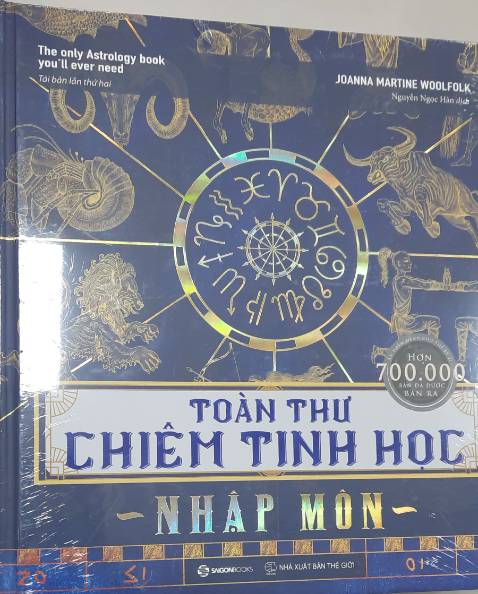 The only Astrology book
you'll ever need
Tái bản lần thứ hai
JOANNA MARTINE WOOLFOLK
Nguyễn Ngọc Hân dịch
HƠN
700.000
BẢN ĐÃ ĐƯỢC
BÁN RA
TOÀN THƯ
CHIÊM TINH HỌC
NHẬP MÔN
SAIGONBOOKS
NHÀ XUẤT BẢN THẾ GIỚI